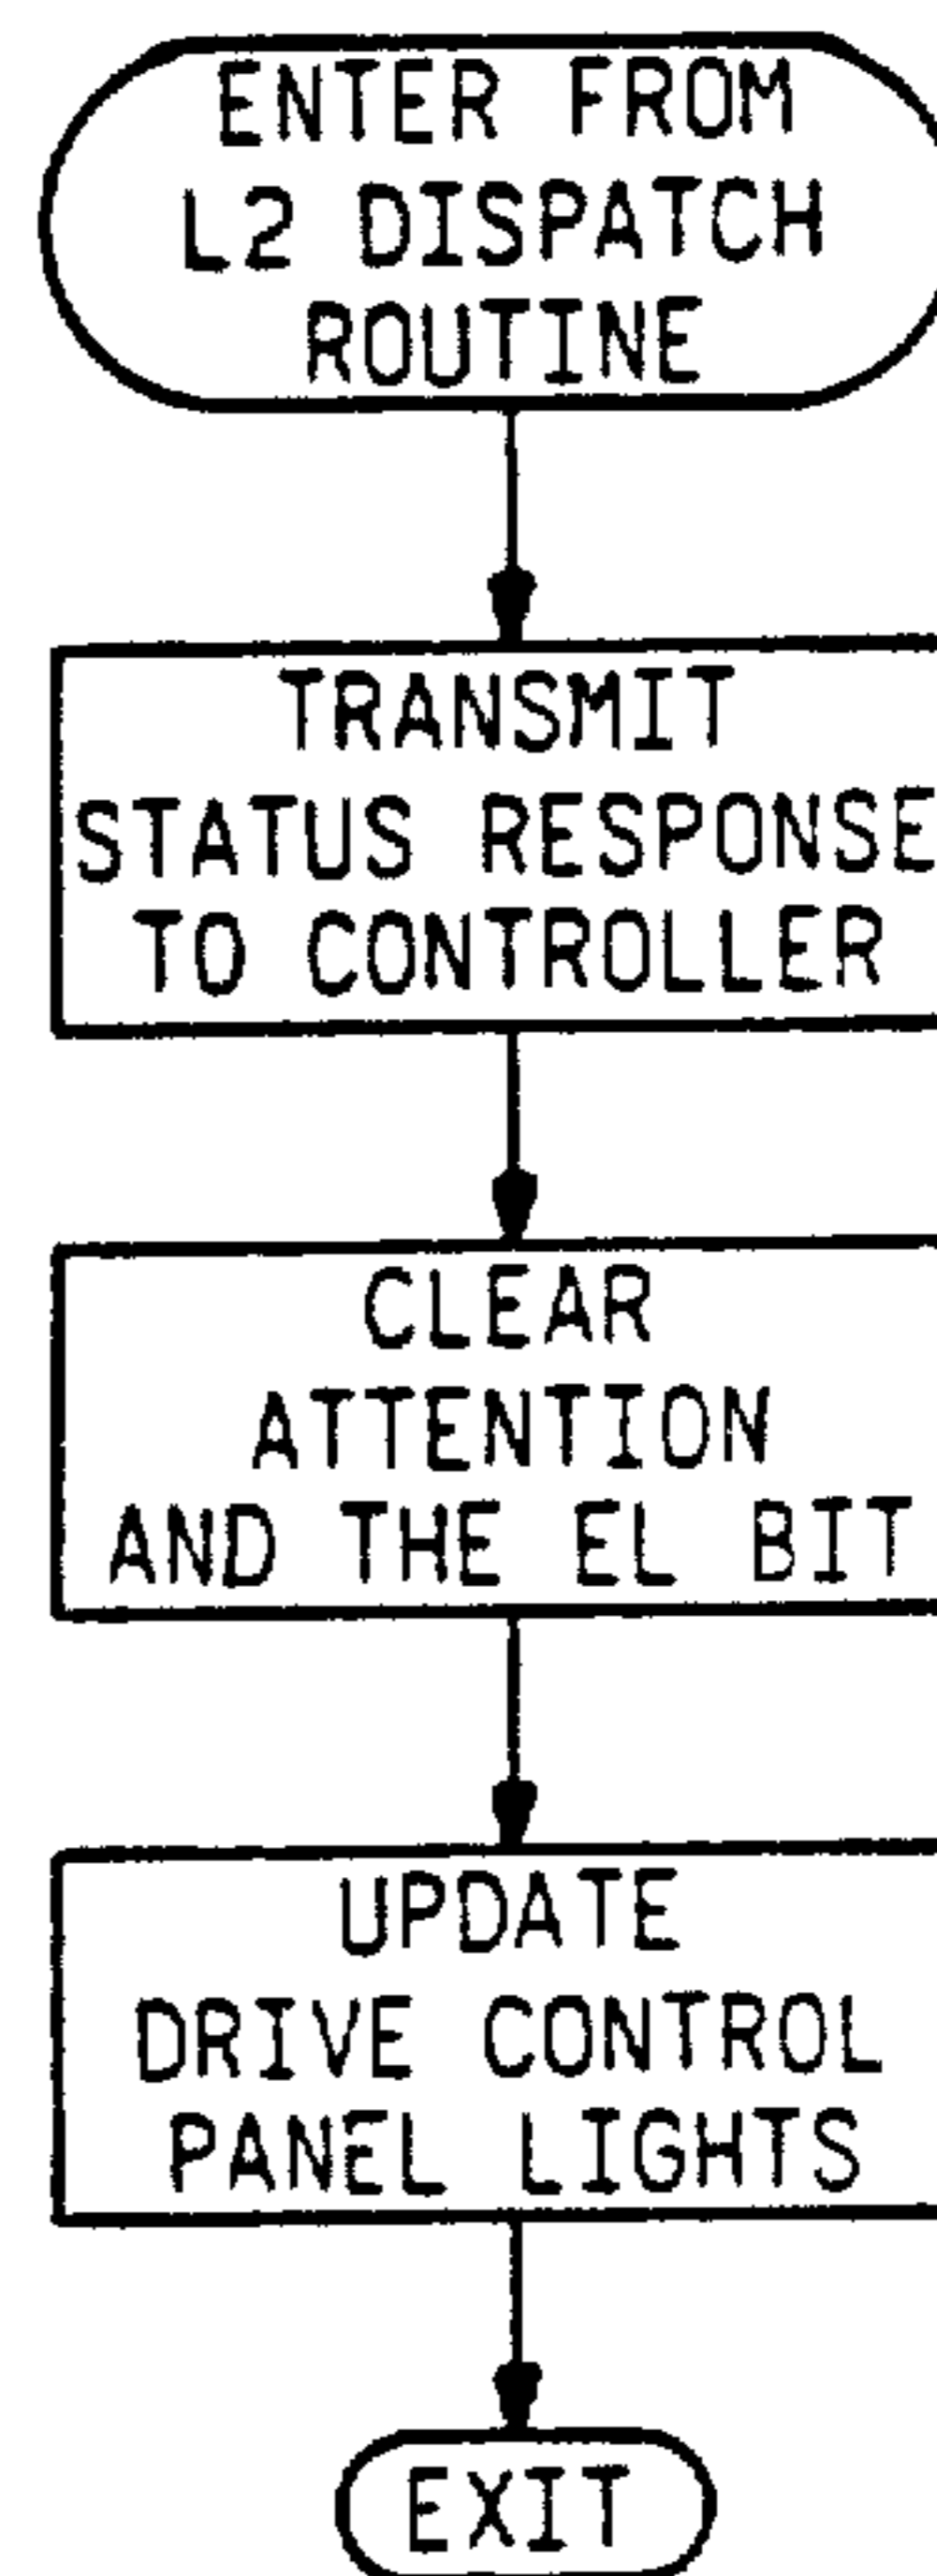 ENTER FROM
L2 DISPATCH
ROUTINE
TRANSMIT
STATUS RESPONSE
TO CONTROLLER
CLEAR
ATTENTION
AND THE EL BIT
UPDATE
DRIVE CONTROL
PANEL LIGHTS
EXIT